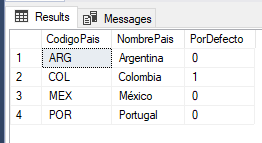 Results Messages
CodigoPais NombrePais PorDefecto
1 ARG Argentina 0
2 COL Colombia 1
3 MEX México 0
4 POR Portugal 0